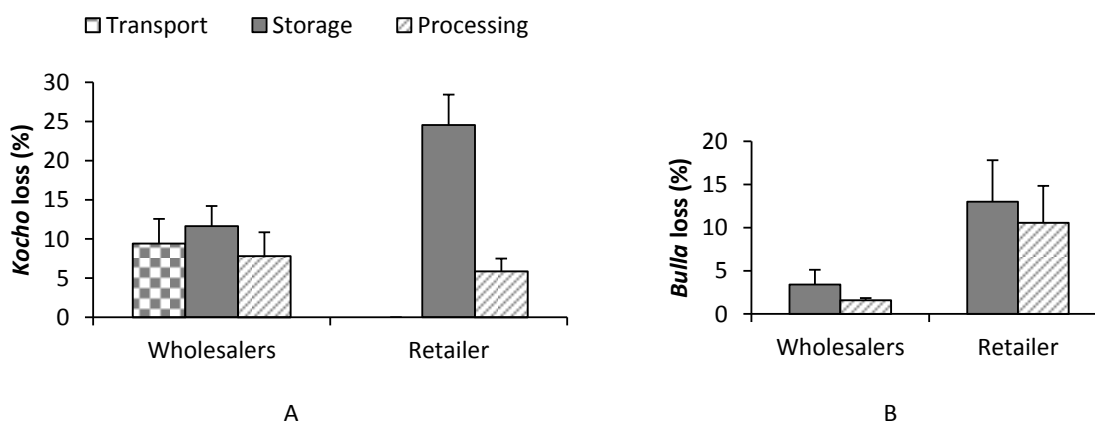 Transport Storage Processing
Kocho loss (%)
30
25
20
15
10
5
0
Wholesalers Retailer
A
Bulla loss (%)
20
15
10
5
0
Wholesalers Retailer
B